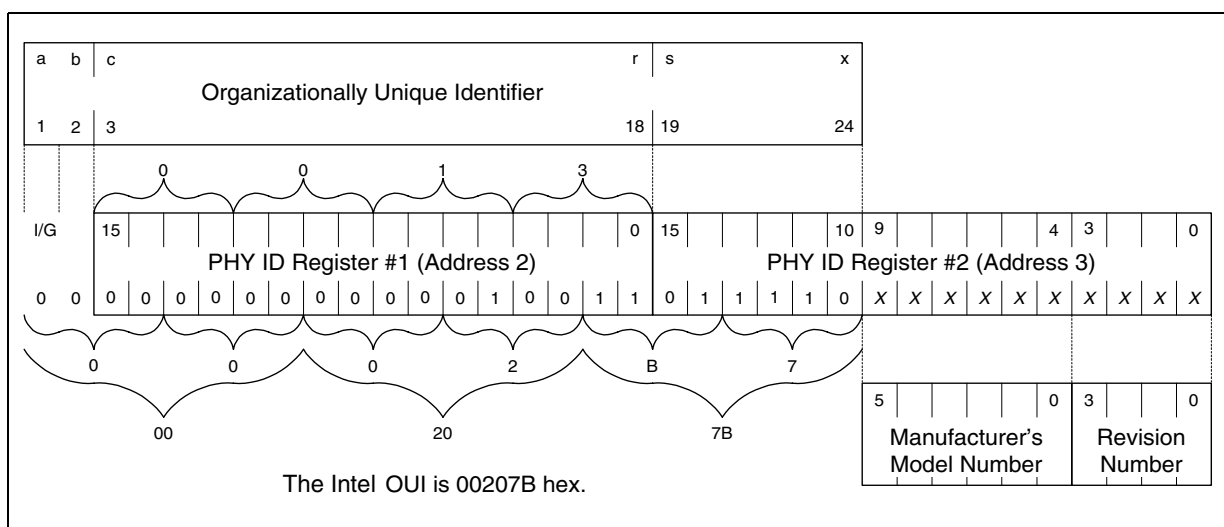 a b c r s x
Organizationally Unique Identifier
1 2 3 18 19 24
0 0 1 3
I/G 15 0 15 10 9 4 3 0
PHY ID Register #1 (Address 2) PHY ID Register #2 (Address 3)
0 0 0 0 0 0 0 0 0 0 0 0 0 1 0 0 1 1 0 1 1 1 1 0 X X X X X X X X X X
0 0 0 2 B 7
5 0 3 0
00 20 7B
Manufacturer's Revision
Model Number Number
The Intel OUI is 00207B hex.